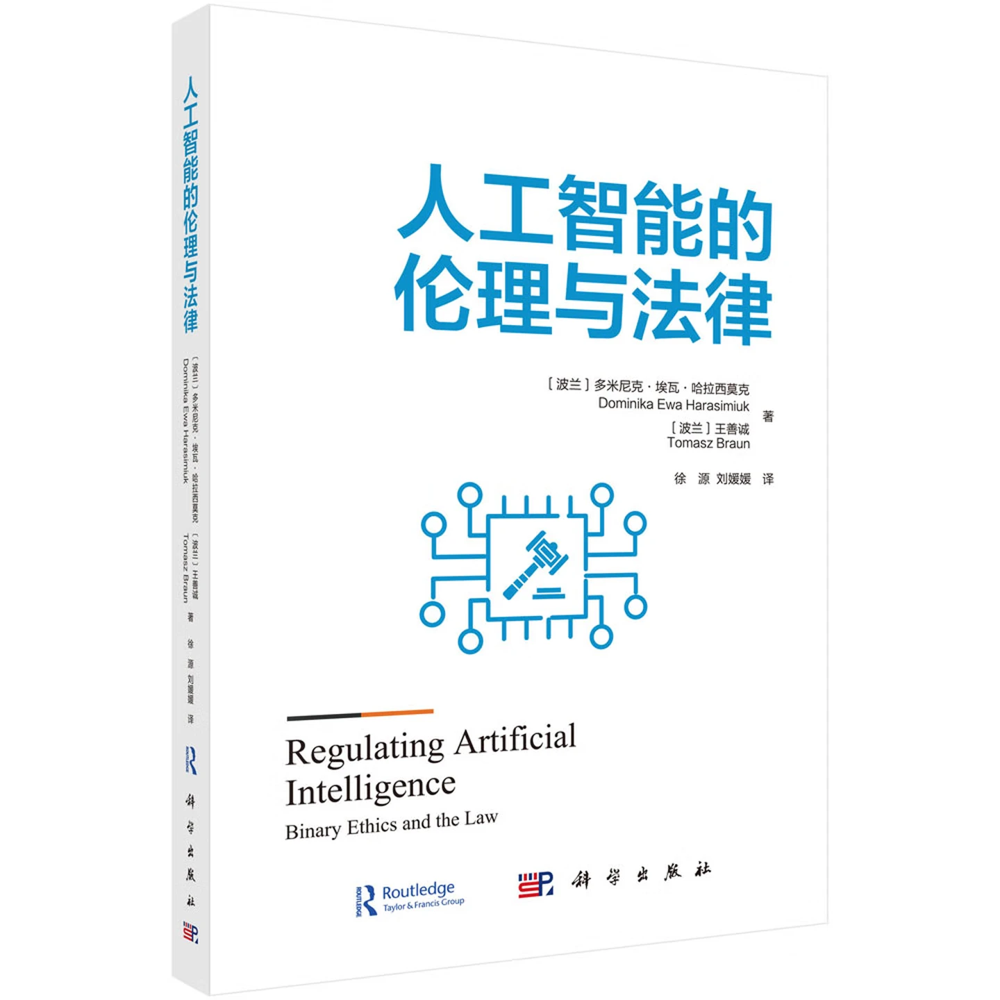 人工智能的
伦理与法律
〔波兰〕多米尼克·埃瓦·哈拉西莫克
Dominika Ewa Harasimiuk
〔波兰〕王善诚
Tomasz Braun
著
徐 源 刘媛媛 译
Regulating Artificial
Intelligence
Binary Ethics and the Law
ROUTLEDGE
Routledge
Taylor & Francis Group
科学出版社
人工智能的伦理与法律
〔波兰〕多米尼克·埃瓦·哈拉西莫克 〔波兰〕王善诚
Dominika Ewa Harasimiuk Tomasz Braun
著
徐 源 刘媛媛 译
ROUTLEDGE
科学出版社